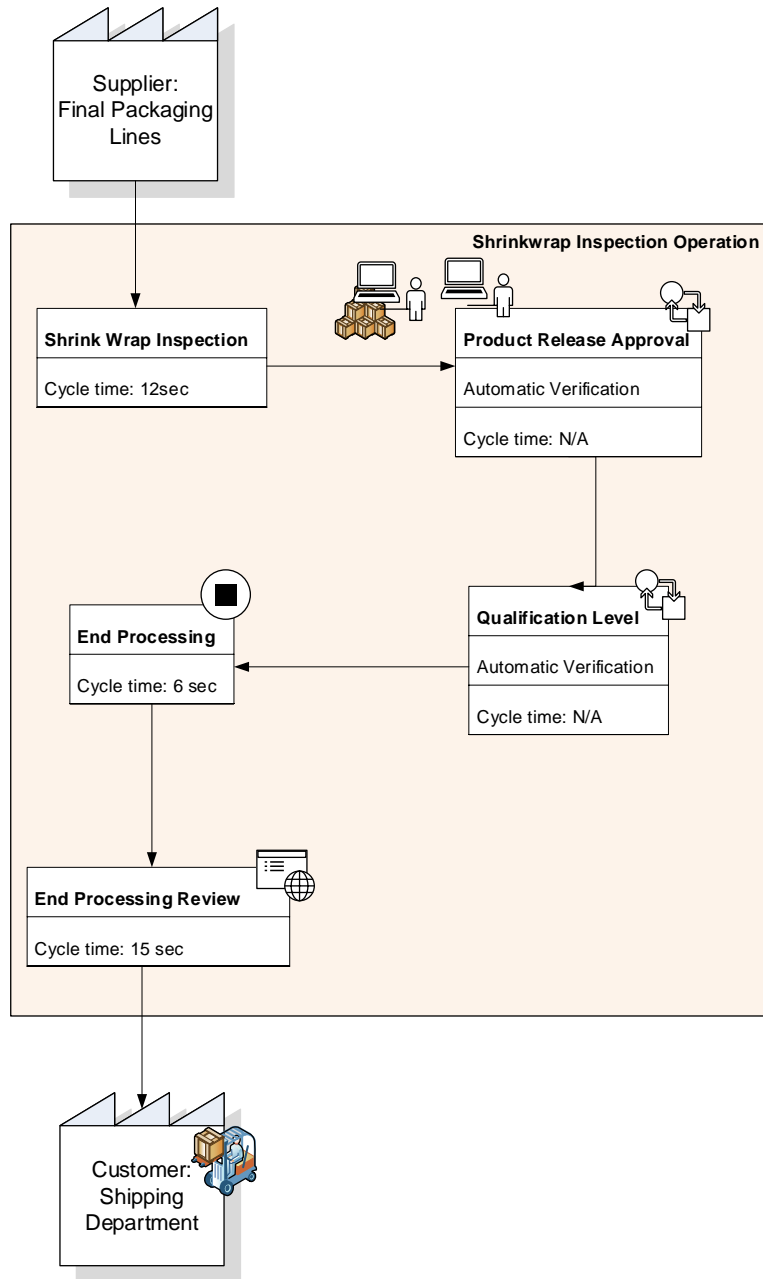 Supplier:
Final Packaging
Lines
Shrinkwrap Inspection Operation
Shrink Wrap Inspection
Cycle time: 12sec
Product Release Approval
Automatic Verification
Cycle time: N/A
Qualification Level
Automatic Verification
Cycle time: N/A
End Processing
Cycle time: 6 sec
End Processing Review
Cycle time: 15 sec
Customer:
Shipping
Department